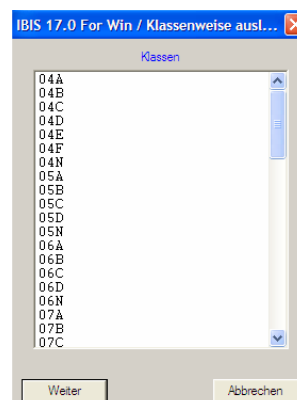 IBIS 17.0 For Win / Klassenweise ausl...
Klassen
04A
04B
04C
04D
04E
04F
04N
05A
05B
05C
05D
05N
06A
06B
06C
06D
06N
07A
07B
07C
Weiter
Abbrechen